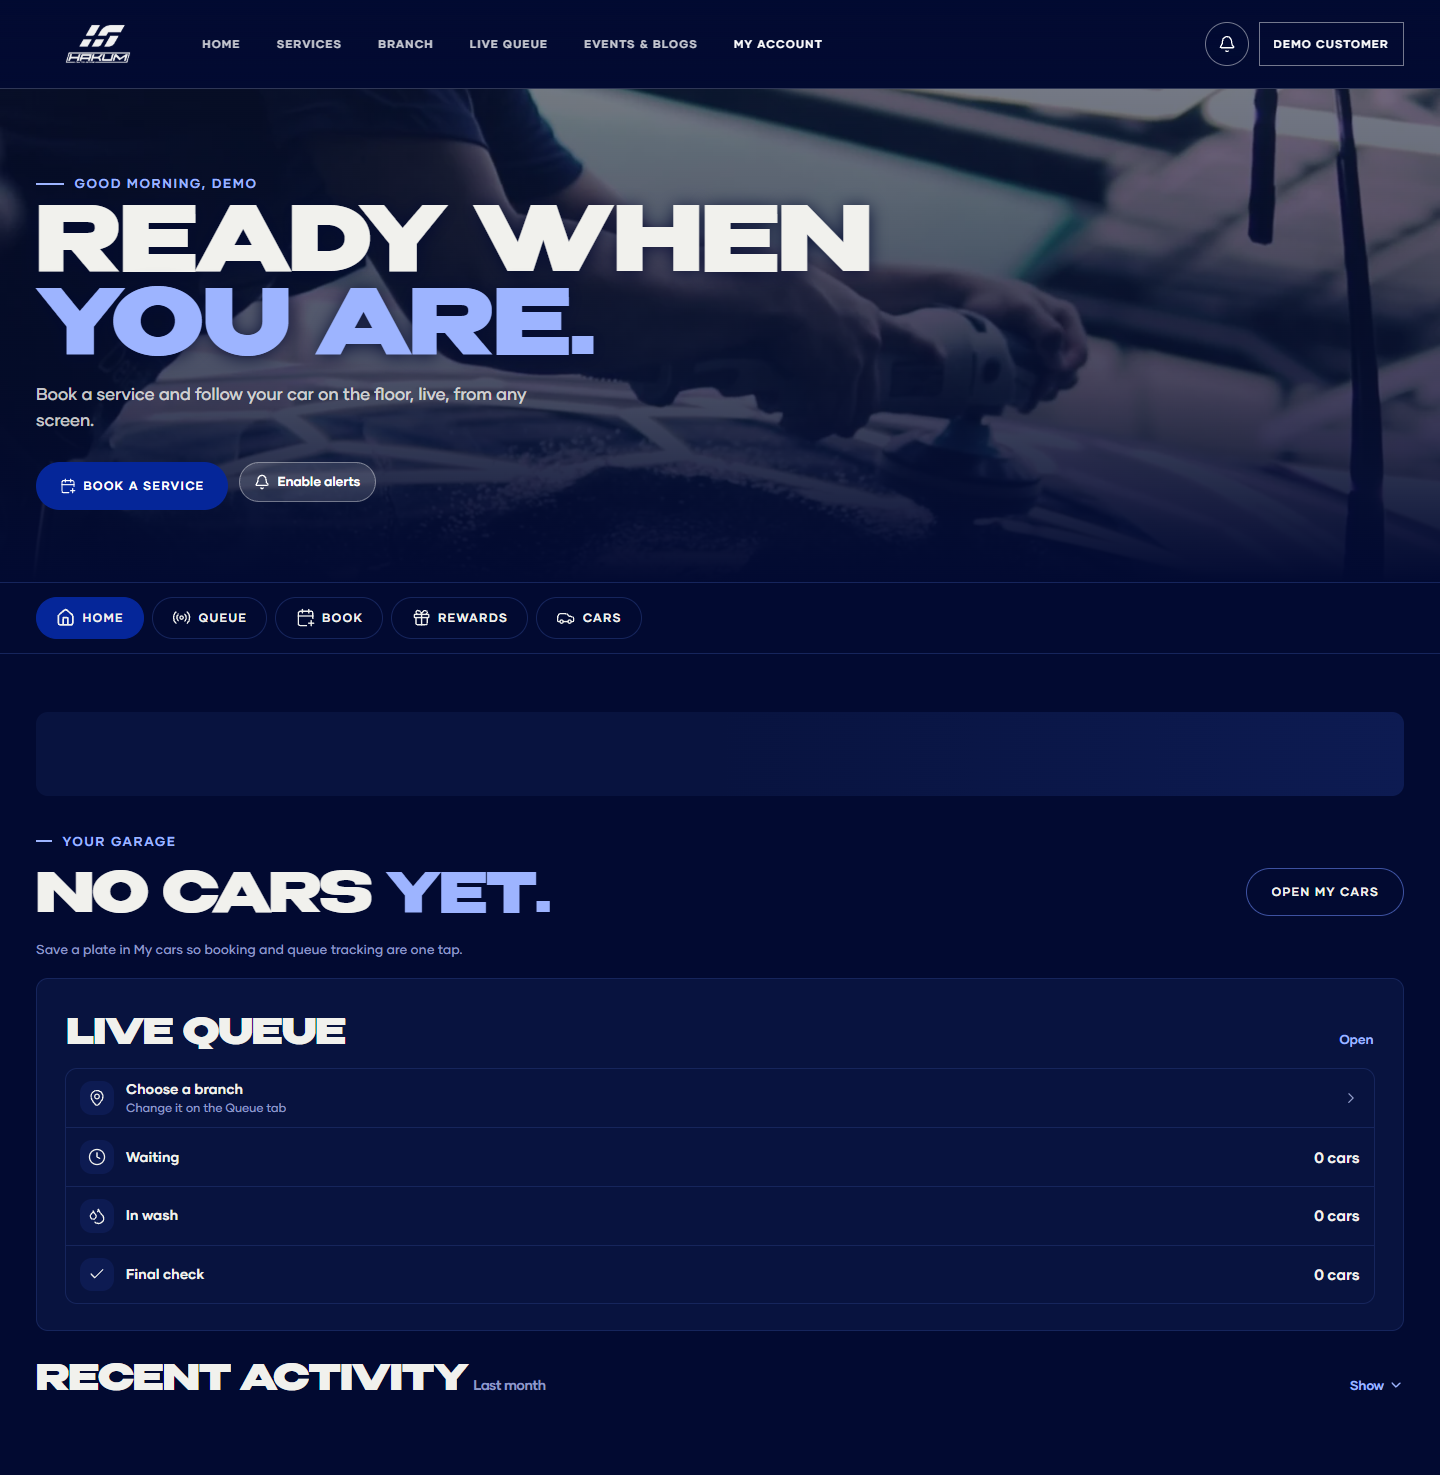 HAKUM
HOME
SERVICES
BRANCH
LIVE QUEUE
EVENTS & BLOGS
MY ACCOUNT
DEMO CUSTOMER
GOOD MORNING, DEMO
READY WHEN
YOU ARE.
Book a service and follow your car on the floor, live, from any
screen.
BOOK A SERVICE
Enable alerts
HOME
QUEUE
BOOK
REWARDS
CARS
YOUR GARAGE
NO CARS YET.
OPEN MY CARS
Save a plate in My cars so booking and queue tracking are one tap.
LIVE QUEUE
Open
Choose a branch
Change it on the Queue tab
Waiting
0 cars
In wash
0 cars
Final check
0 cars
RECENT ACTIVITY Last month
Show